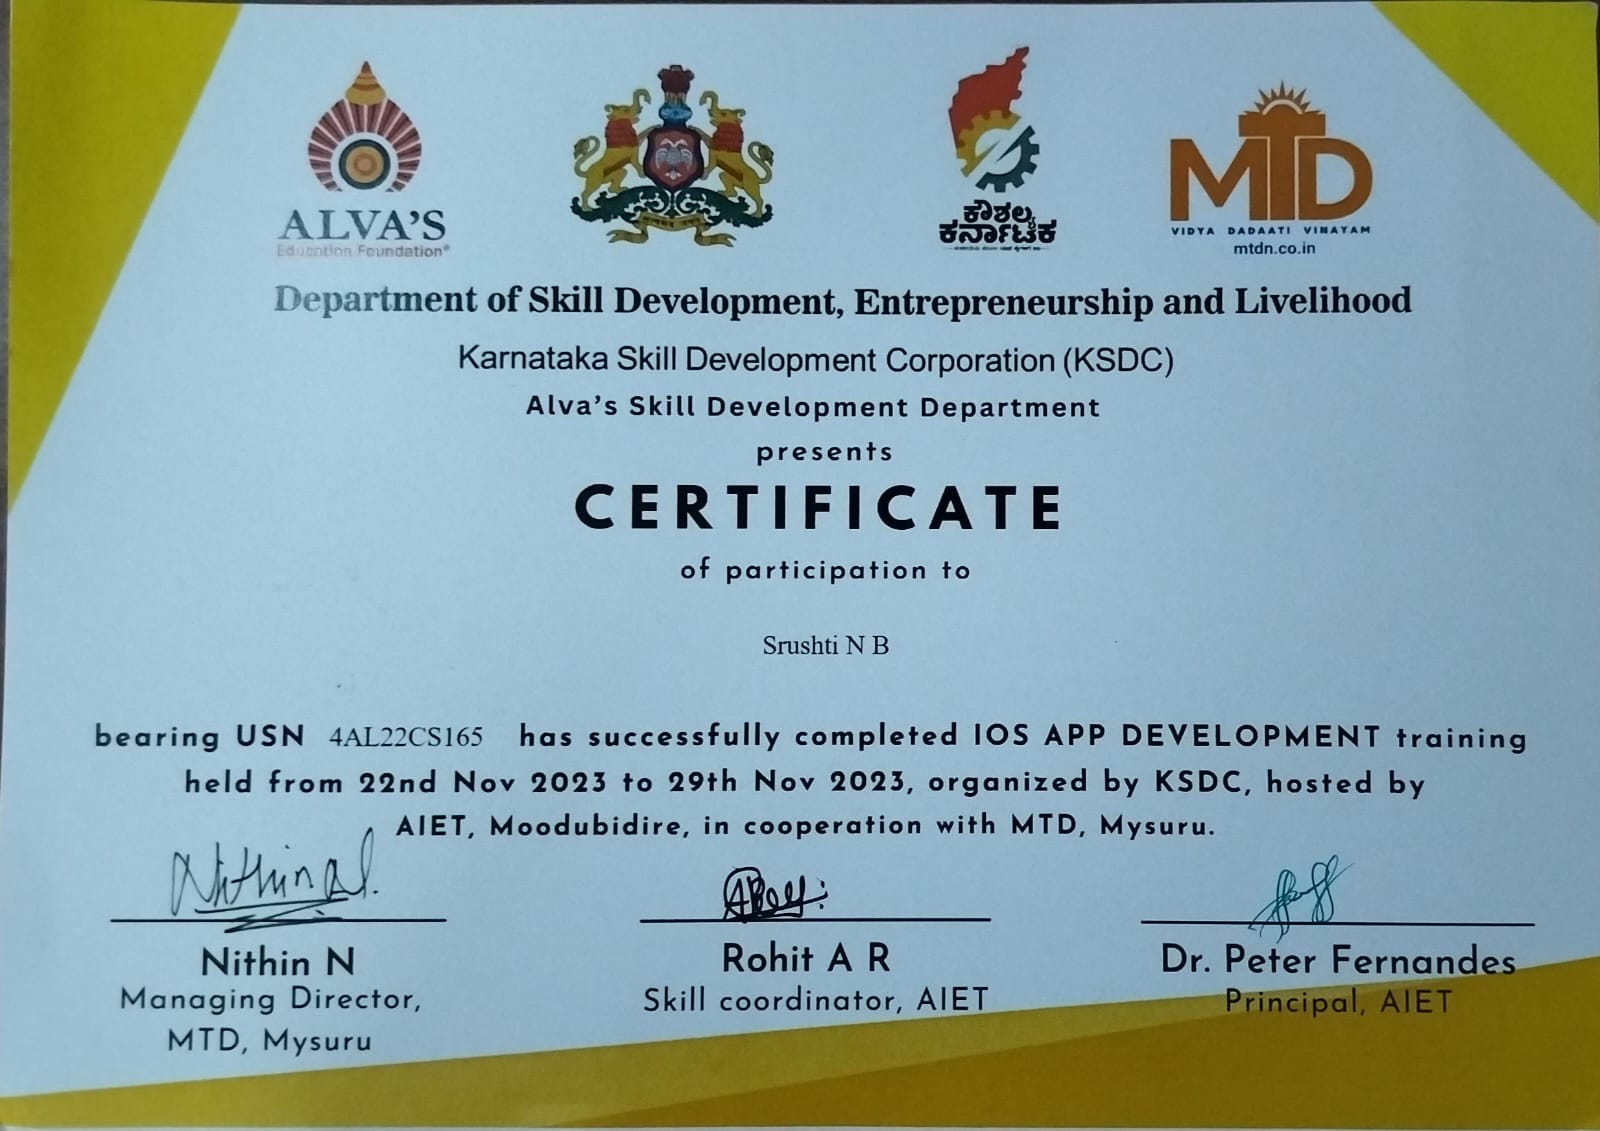 ALVA'S
Education Foundation®
ಕೌಶಲ್ಯ
ಕರ್ನಾಟಕ
MTD
VIDYA DADAATI VINAYAM
mtdn.co.in
Department of Skill Development, Entrepreneurship and Livelihood
Karnataka Skill Development Corporation (KSDC)
Alva's Skill Development Department
presents
CERTIFICATE
of participation to
Srushti N B
bearing USN 4AL22CS165 has successfully completed IOS APP DEVELOPMENT training
held from 22nd Nov 2023 to 29th Nov 2023, organized by KSDC, hosted by
AIET, Moodubidire, in cooperation with MTD, Mysuru.
Nithin N
Managing Director,
MTD, Mysuru
Rohit A R
Skill coordinator, AIET
Dr. Peter Fernandes
Principal, AIET